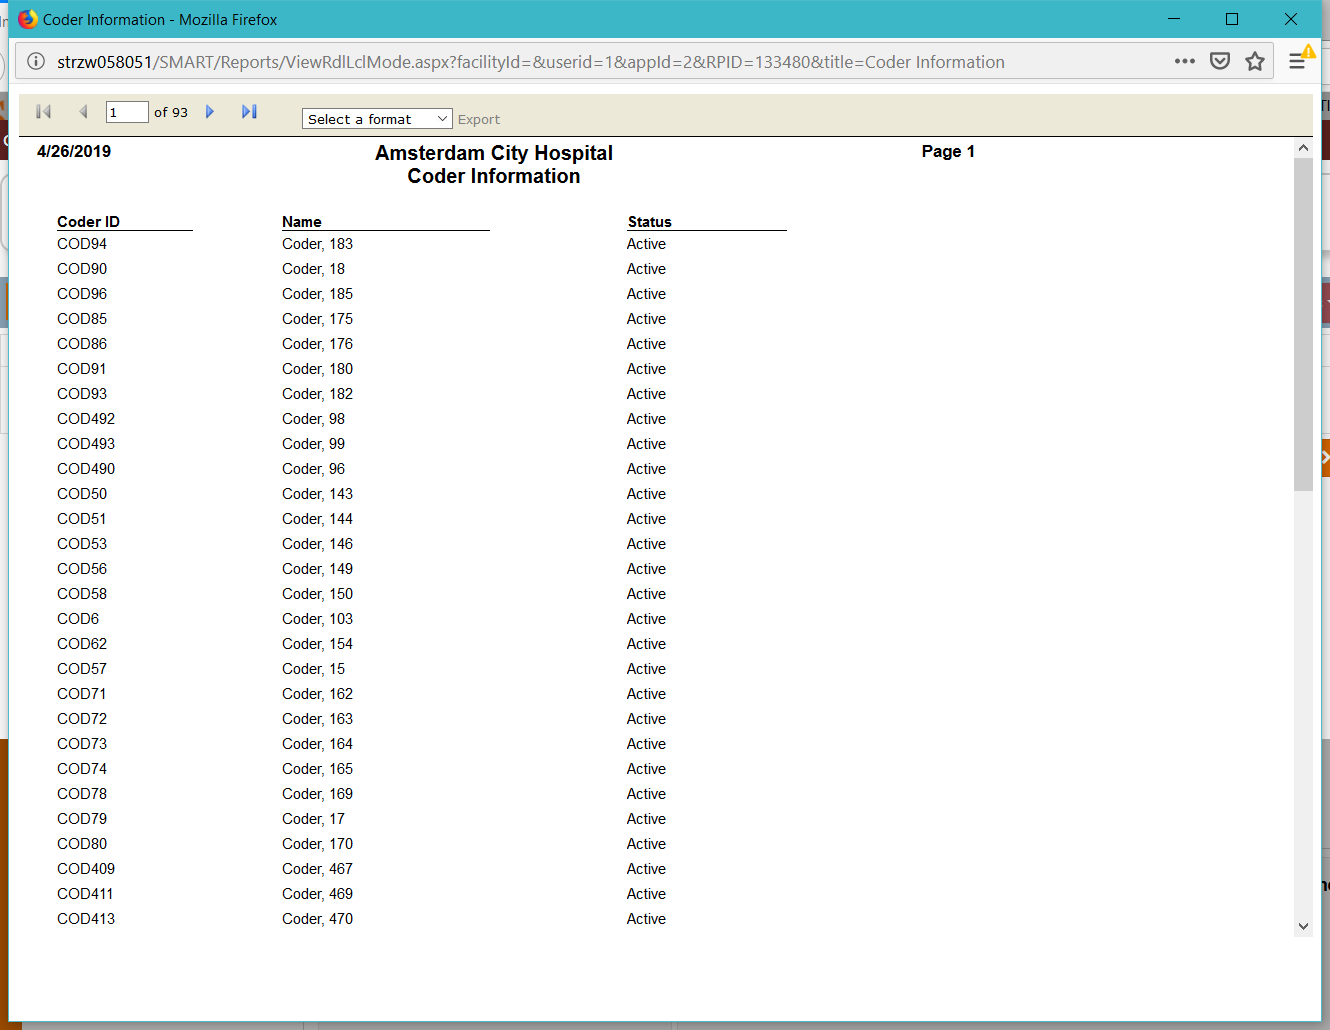 Coder Information - Mozilla Firefox
strzw058051/SMART/Reports/ViewRdlLclMode.aspx?facilityId=&userid=1&appId=2&RPID=133480&title=Coder Information
1 of 93 Select a format Export
4/26/2019 Amsterdam City Hospital Page 1
Coder Information
Coder ID Name Status
COD94 Coder, 183 Active
COD90 Coder, 18 Active
COD96 Coder, 185 Active
COD85 Coder, 175 Active
COD86 Coder, 176 Active
COD91 Coder, 180 Active
COD93 Coder, 182 Active
COD492 Coder, 98 Active
COD493 Coder, 99 Active
COD490 Coder, 96 Active
COD50 Coder, 143 Active
COD51 Coder, 144 Active
COD53 Coder, 146 Active
COD56 Coder, 149 Active
COD58 Coder, 150 Active
COD6 Coder, 103 Active
COD62 Coder, 154 Active
COD57 Coder, 15 Active
COD71 Coder, 162 Active
COD72 Coder, 163 Active
COD73 Coder, 164 Active
COD74 Coder, 165 Active
COD78 Coder, 169 Active
COD79 Coder, 17 Active
COD80 Coder, 170 Active
COD409 Coder, 467 Active
COD411 Coder, 469 Active
COD413 Coder, 470 Active